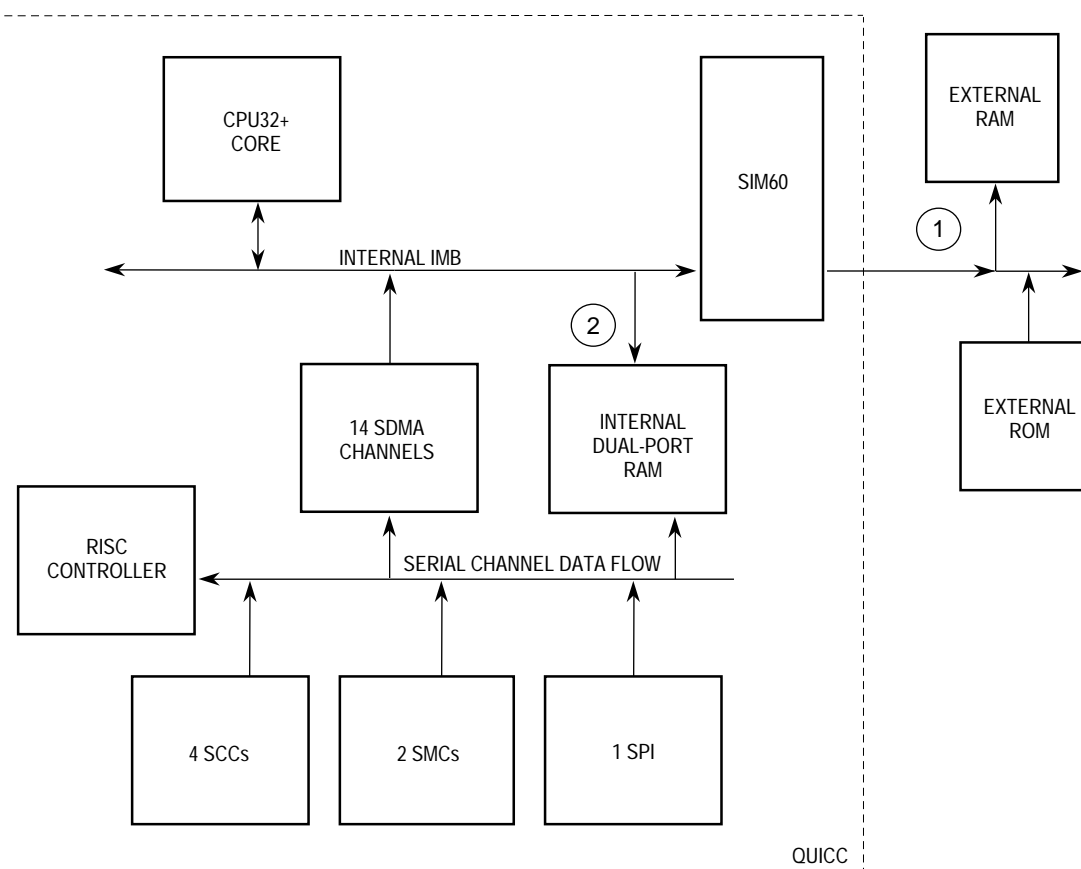 CPU32+
CORE
SIM60
EXTERNAL
RAM
1
INTERNAL IMB
2
14 SDMA
CHANNELS
INTERNAL
DUAL-PORT
RAM
EXTERNAL
ROM
RISC
CONTROLLER
SERIAL CHANNEL DATA FLOW
4 SCCs
2 SMCs
1 SPI
QUICC